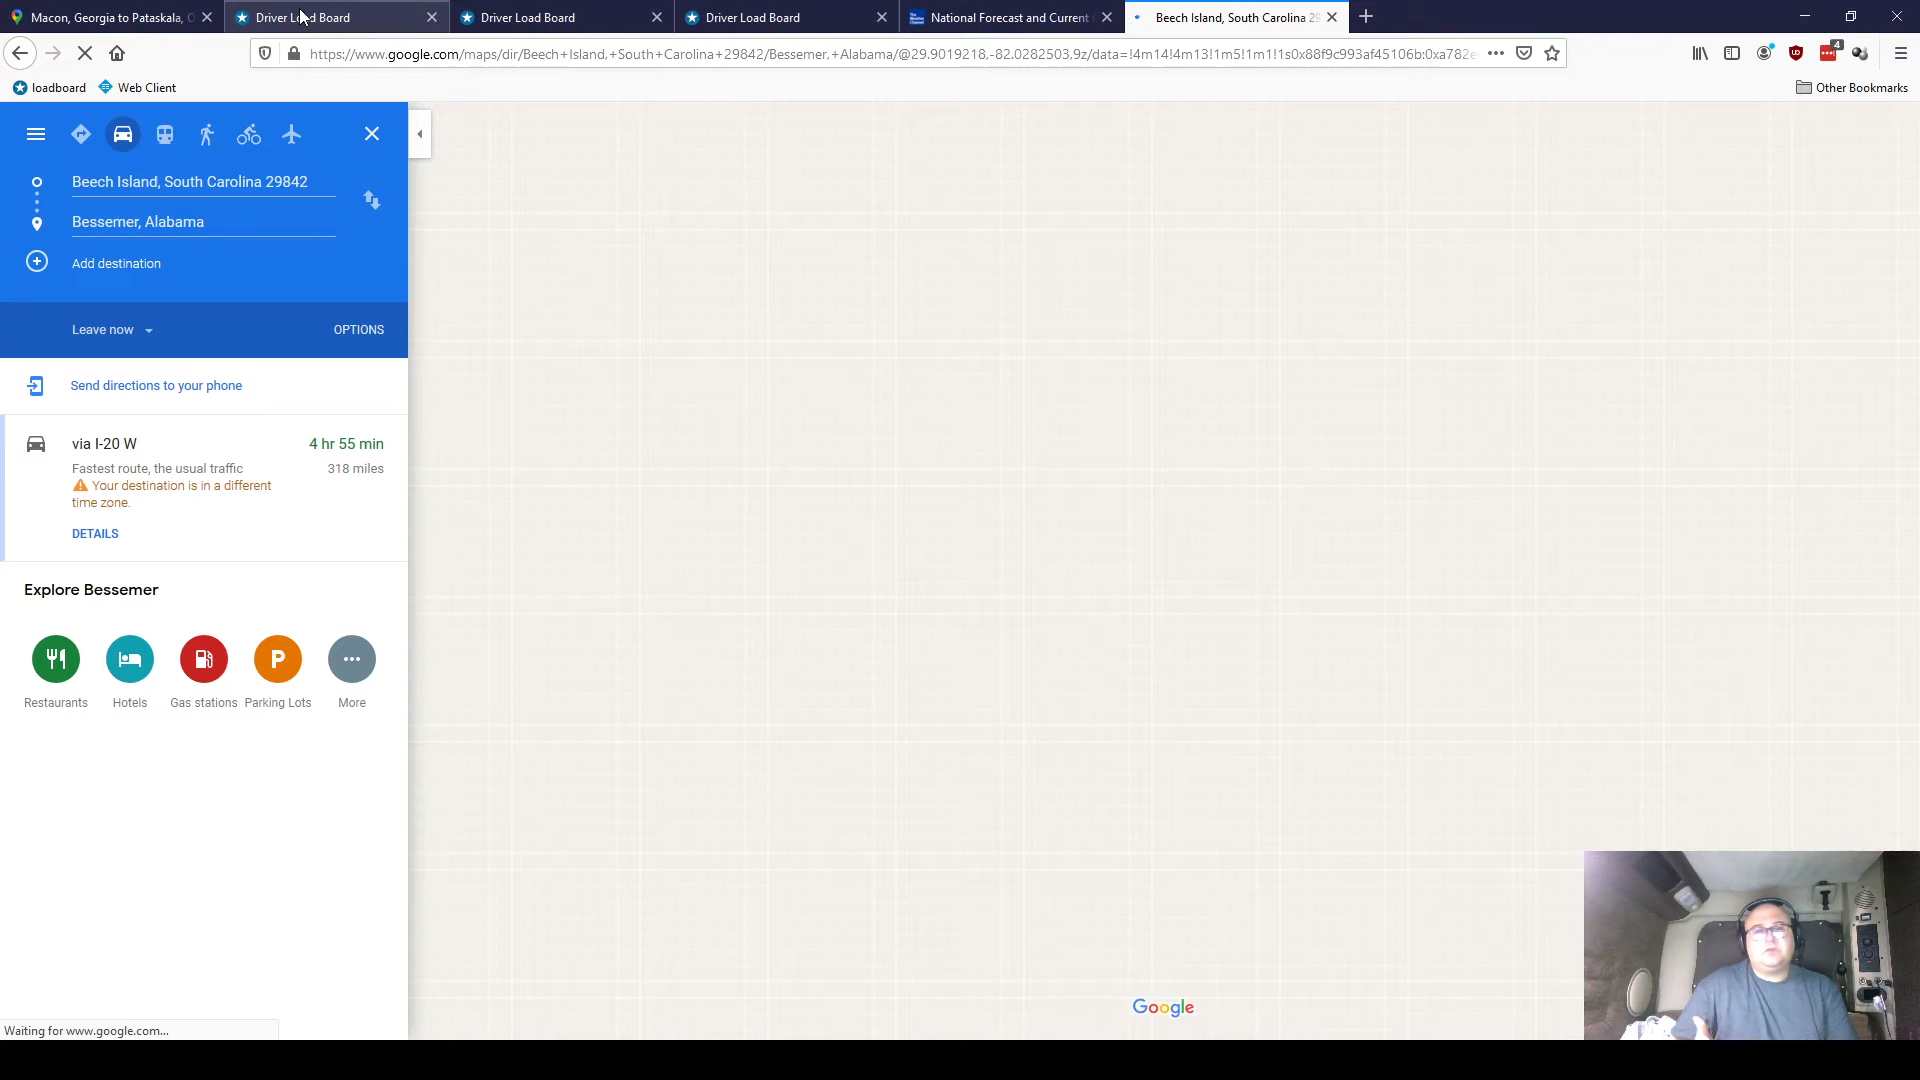 Macon, Georgia to Pataskala, O
Driver Load Board
Driver Load Board
Driver Load Board
National Forecast and Current
Beech Island, South Carolina 29
https://www.google.com/maps/dir/Beech+Island,+South+Carolina+29842/Bessemer,+Alabama/@29.9019218,-82.0282503,9z/data=!4m14!4m13!1m5!1m1!1s0x88f9c993af45106b:0xa782e
4
loadboard
Web Client
Other Bookmarks
Beech Island, South Carolina 29842
Bessemer, Alabama
Add destination
Leave now
OPTIONS
Send directions to your phone
via I-20 W
4 hr 55 min
Fastest route, the usual traffic
318 miles
Your destination is in a different
time zone.
DETAILS
Explore Bessemer
P
Restaurants
Hotels
Gas stations
Parking Lots
More
Google
Waiting for www.google.com...